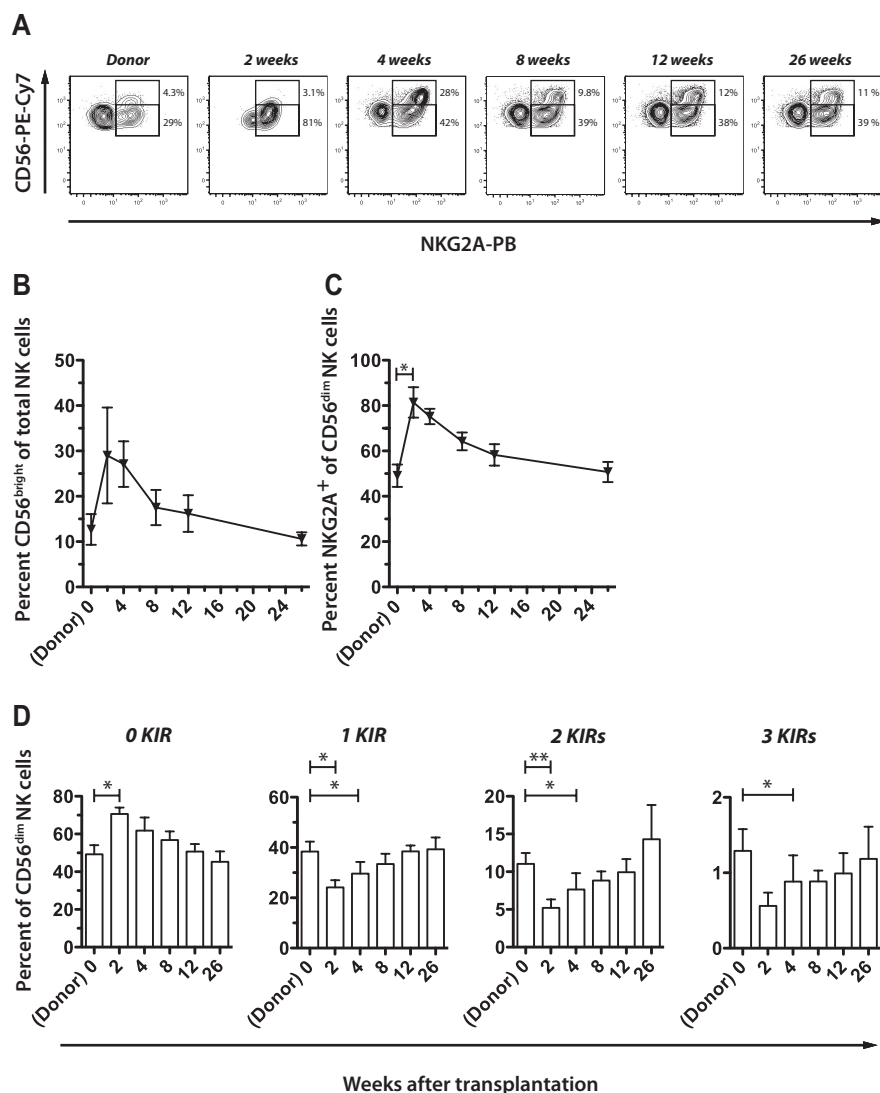 A
Donor 2 weeks 4 weeks 8 weeks 12 weeks 26 weeks
CD56-PE-Cy7
4.3% 3.1% 28% 9.8% 12% 11 %
29% 81% 42% 39% 38% 39 %
NKG2A-PB
B
Percent CD56bright of total NK cells
50
40
30
20
10
0
(Donor) 0 4 8 12 16 20 24
C
Percent NKG2A+ of CD56dim NK cells
100
80
60
40
20
0
*
(Donor) 0 4 8 12 16 20 24
D
Percent of CD56dim NK cells
0 KIR
80
60
40
20
0
*
(Donor) 0 2 4 8 12 26
1 KIR
60
40
20
0
*
*
(Donor) 0 2 4 8 12 26
2 KIRs
20
15
10
5
0
**
*
(Donor) 0 2 4 8 12 26
3 KIRs
2
1
0
*
(Donor) 0 2 4 8 12 26
Weeks after transplantation